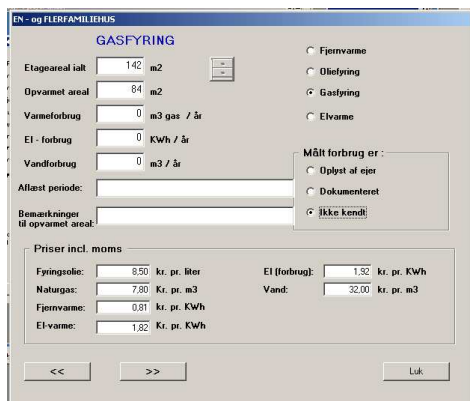 EN - og FLERFAMILIEHUS
GASFYRING
Etageareal ialt 142 m2
Opvarmet areal 84 m2
Varmeforbrug 0 m3 gas / år
El - forbrug 0 KWh / år
Vandforbrug 0 m3 / år
Aflæst periode:
Bemærkninger
til opvarmet areal:
Fjernvarme
Oliefyring
Gasfyring
Elvarme
Målt forbrug er :
Oplyst af ejer
Dokumenteret
Ikke kendt
Priser incl. moms
Fyringsolie: 8,50 kr. pr. liter
Naturgas: 7,80 Kr. pr. m3
Fjernvarme: 0,81 kr. pr. KWh
El-varme: 1,82 Kr. pr. KWh
El (forbrug): 1,92 kr. pr. KWh
Vand: 32,00 kr. pr. m3
<< >> Luk